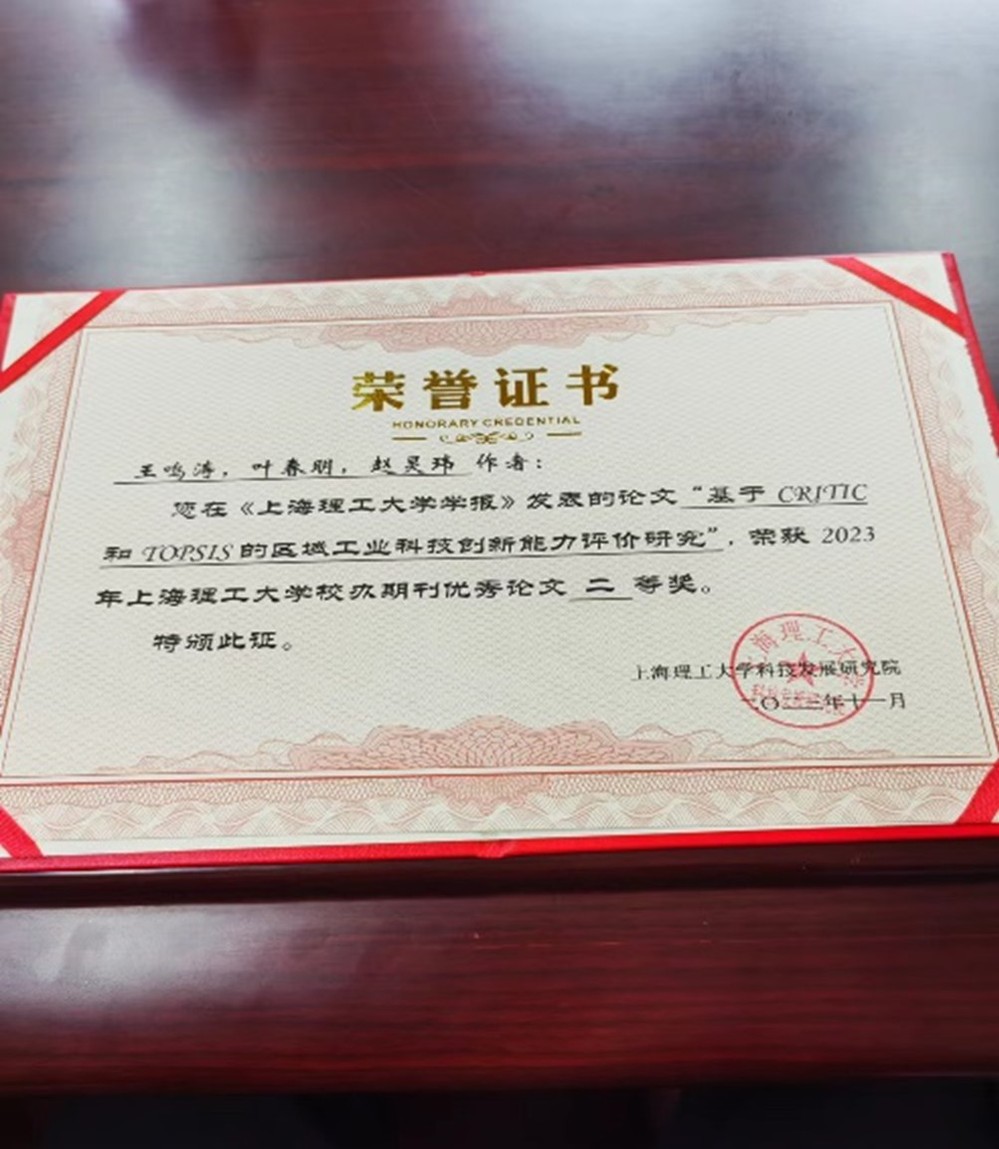 荣誉证书
HONORARY CREDENTIAL
王鸣涛，叶春明，赵灵玮 作者：
您在《上海理工大学学报》发表的论文“基于 CRITIC
和 TOPSIS 的区域工业科技创新能力评价研究”，荣获 2023
年上海理工大学校办期刊优秀论文 二 等奖。
特颁此证。
上海理工大学科技发展研究院
二〇二三年十一月